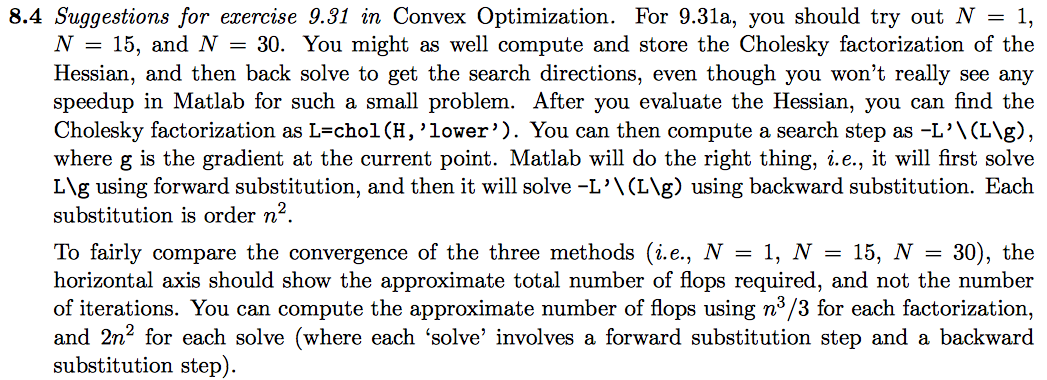 8.4 Suggestions for exercise 9.31 in Convex Optimization. For 9.31a, you should try out N = 1,
N = 15, and N = 30. You might as well compute and store the Cholesky factorization of the
Hessian, and then back solve to get the search directions, even though you won't really see any
speedup in Matlab for such a small problem. After you evaluate the Hessian, you can find the
Cholesky factorization as L=chol(H,'lower'). You can then compute a search step as -L'\(L\g),
where g is the gradient at the current point. Matlab will do the right thing, i.e., it will first solve
L\g using forward substitution, and then it will solve -L'\(L\g) using backward substitution. Each
substitution is order n².
To fairly compare the convergence of the three methods (i.e., N = 1, N = 15, N = 30), the
horizontal axis should show the approximate total number of flops required, and not the number
of iterations. You can compute the approximate number of flops using n³/3 for each factorization,
and 2n² for each solve (where each 'solve' involves a forward substitution step and a backward
substitution step).